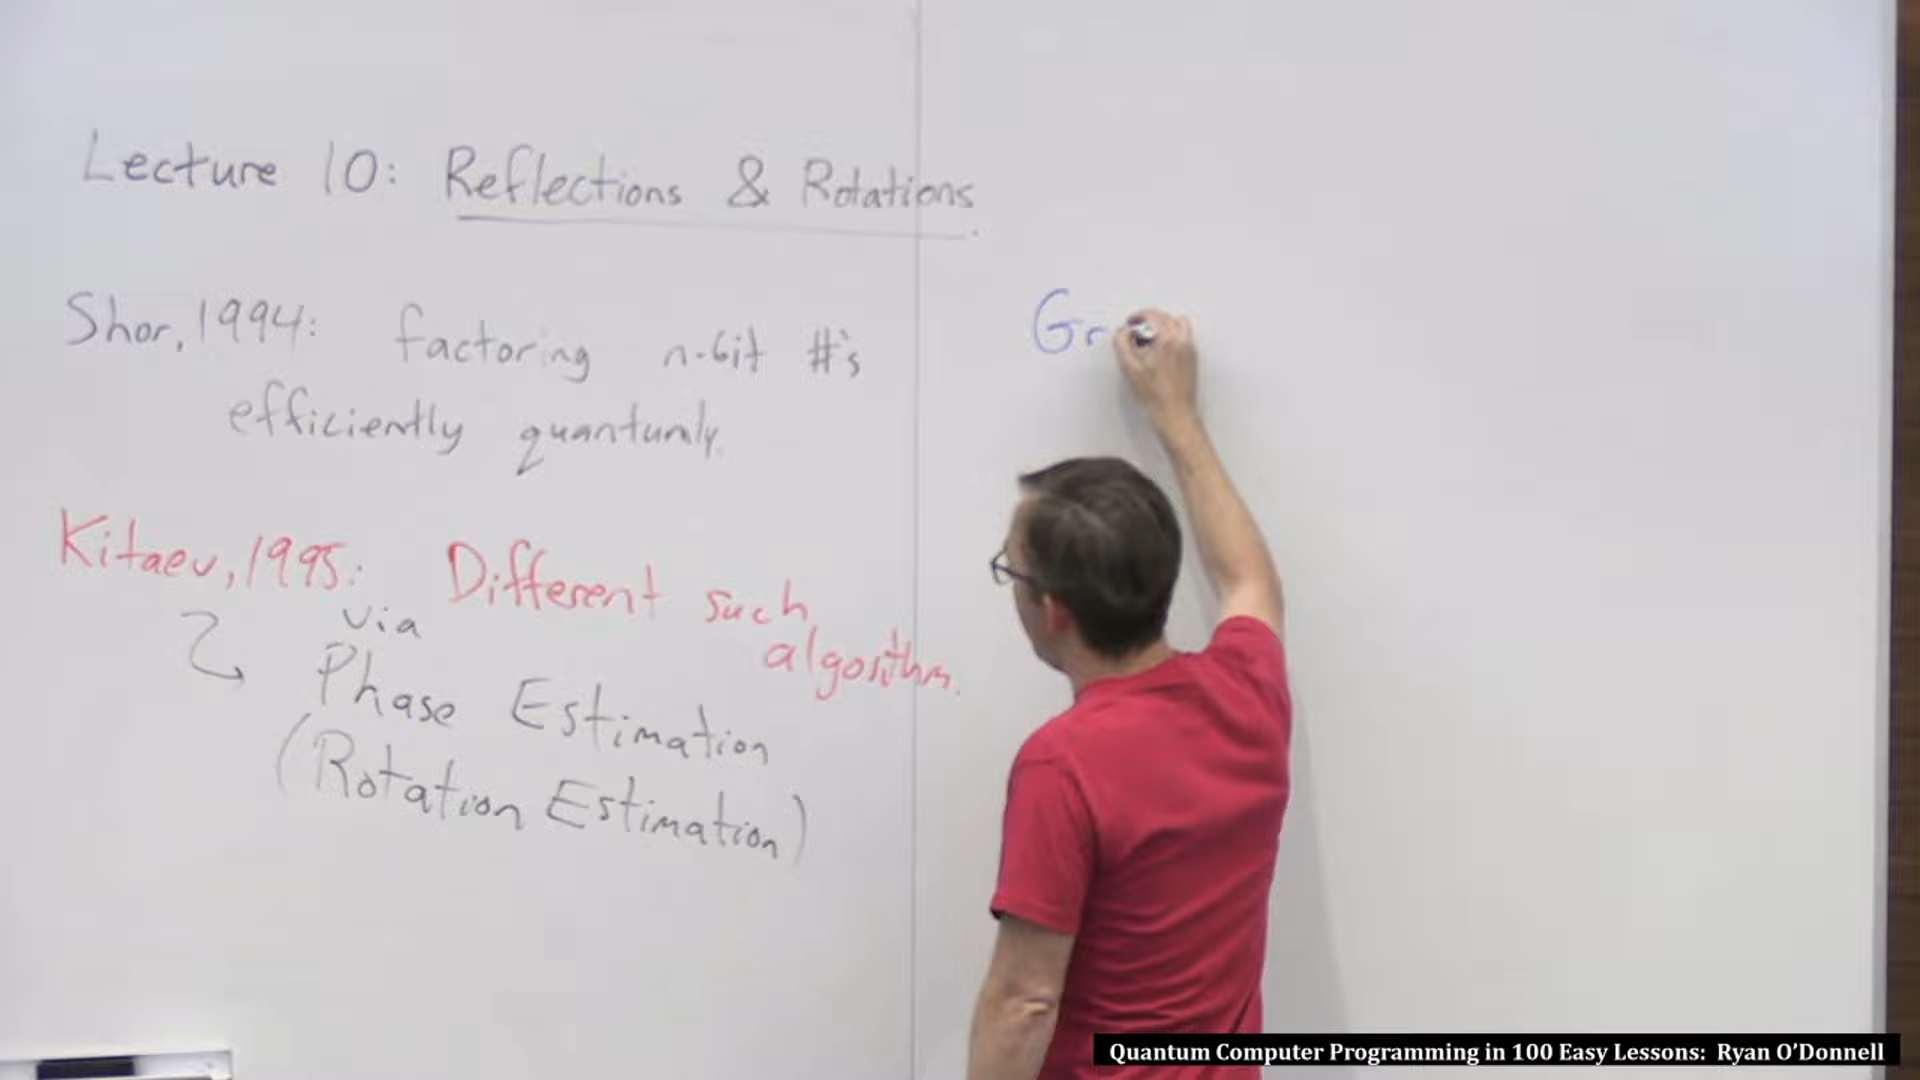 Lecture 10: Reflections & Rotations.
Shor, 1994: factoring n-bit #'s
efficiently quantumly.
Kitaev, 1995: Different such
algorithm.
via
Phase Estimation
(Rotation Estimation)
Gr
Quantum Computer Programming in 100 Easy Lessons: Ryan O'Donnell